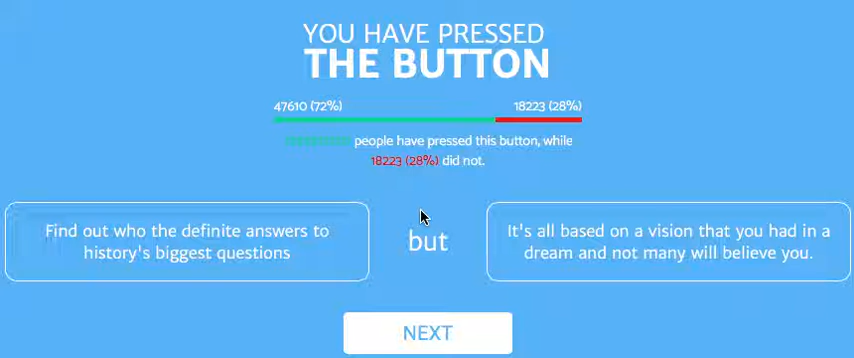 YOU HAVE PRESSED
THE BUTTON
47610 (72%) 18223 (28%)
people have pressed this button, while
18223 (28%) did not.
Find out who the definite answers to
history's biggest questions
but
It's all based on a vision that you had in a
dream and not many will believe you.
NEXT